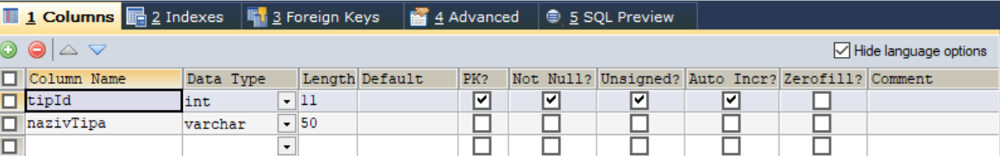 1 Columns 2 Indexes 3 Foreign Keys 4 Advanced 5 SQL Preview
Hide language options
Column Name Data Type Length Default PK? Not Null? Unsigned? Auto Incr? Zerofill? Comment
tipId int 11
nazivTipa varchar 50